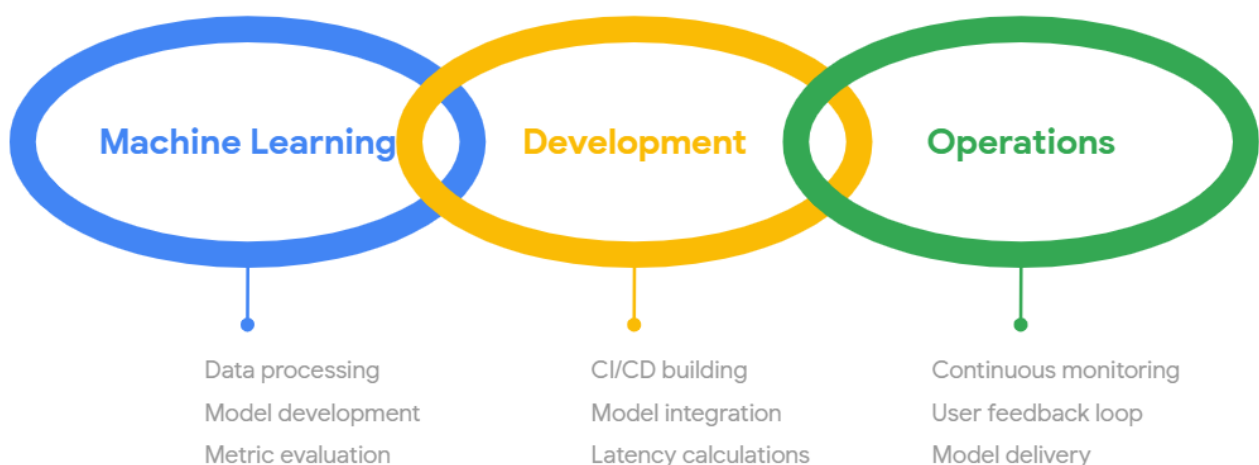 Machine Learning
Development
Operations
Data processing
Model development
Metric evaluation
CI/CD building
Model integration
Latency calculations
Continuous monitoring
User feedback loop
Model delivery